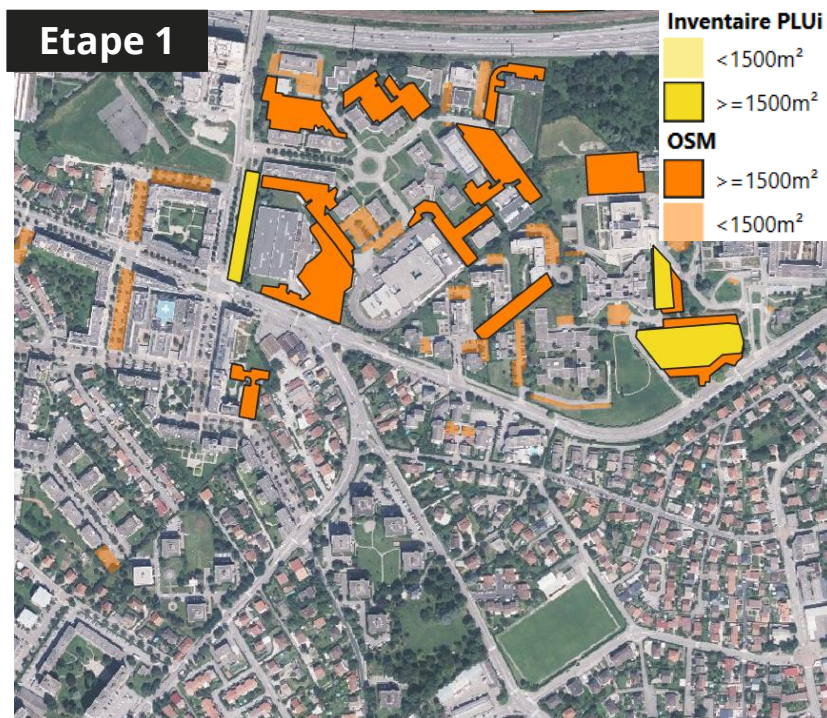 Etape 1
Inventaire PLUi
<1500m²
>=1500m²
OSM
>=1500m²
<1500m²